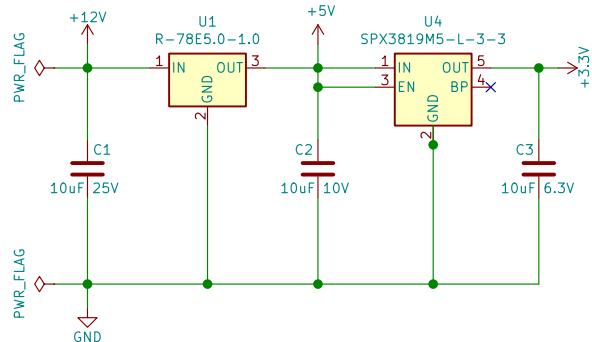 +12V
U1
R-78E5.0-1.0
+5V
U4
SPX3819M5-L-3-3
PWR_FLAG
1
IN
OUT
3
GND
2
1
IN
3
EN
OUT
5
BP
4
GND
2
+3.3V
C1
10uF 25V
C2
10uF 10V
C3
10uF 6.3V
PWR_FLAG
GND